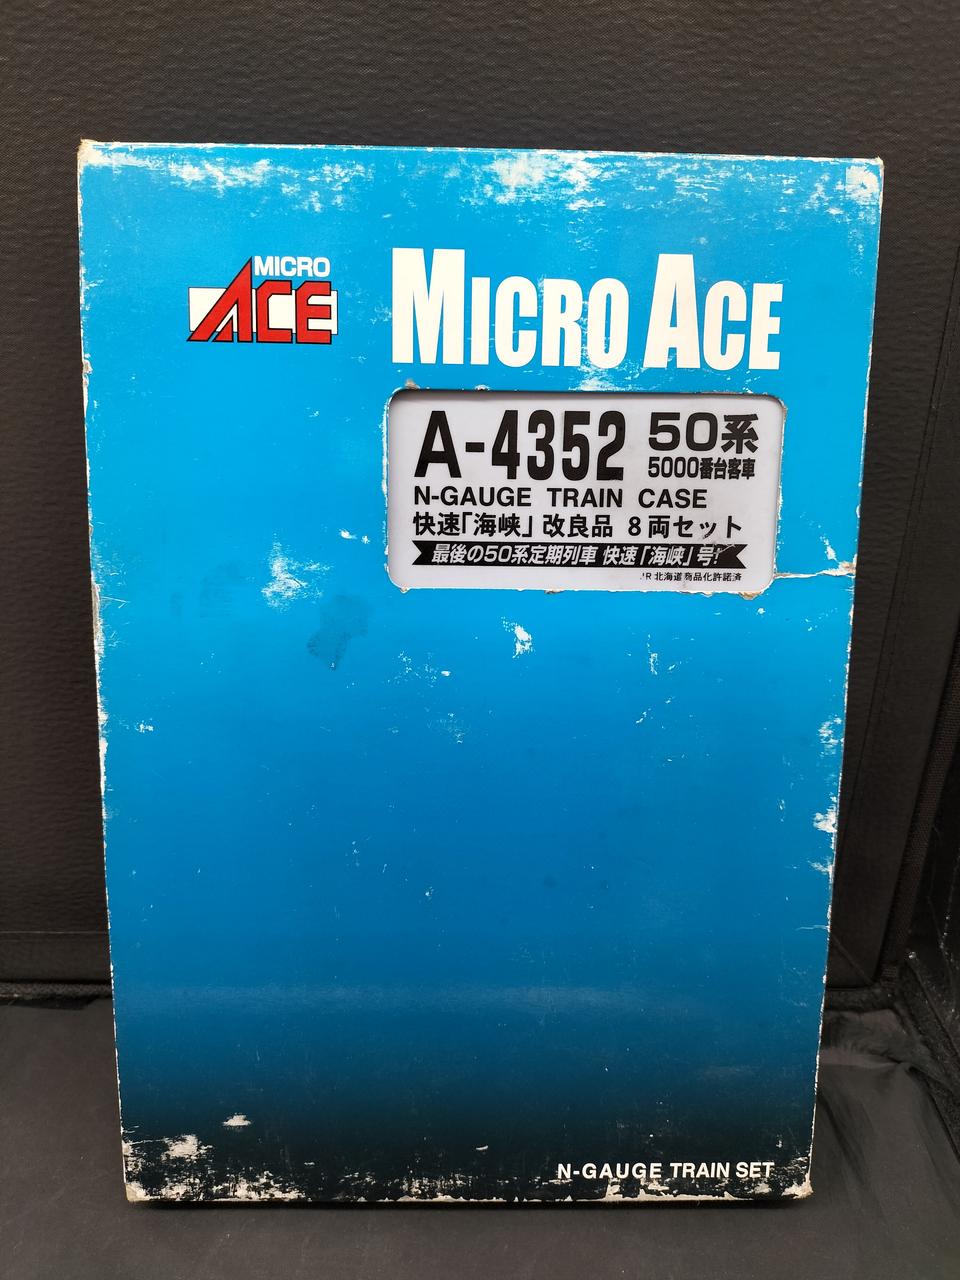 MICRO
ACE
MICRO ACE
A-4352 50系
5000番台客車
N-GAUGE TRAIN CASE
快速「海峡」改良品 8両セット
最後の50系定期列車 快速「海峡」号!
JR北海道商品化許諾済
N-GAUGE TRAIN SET